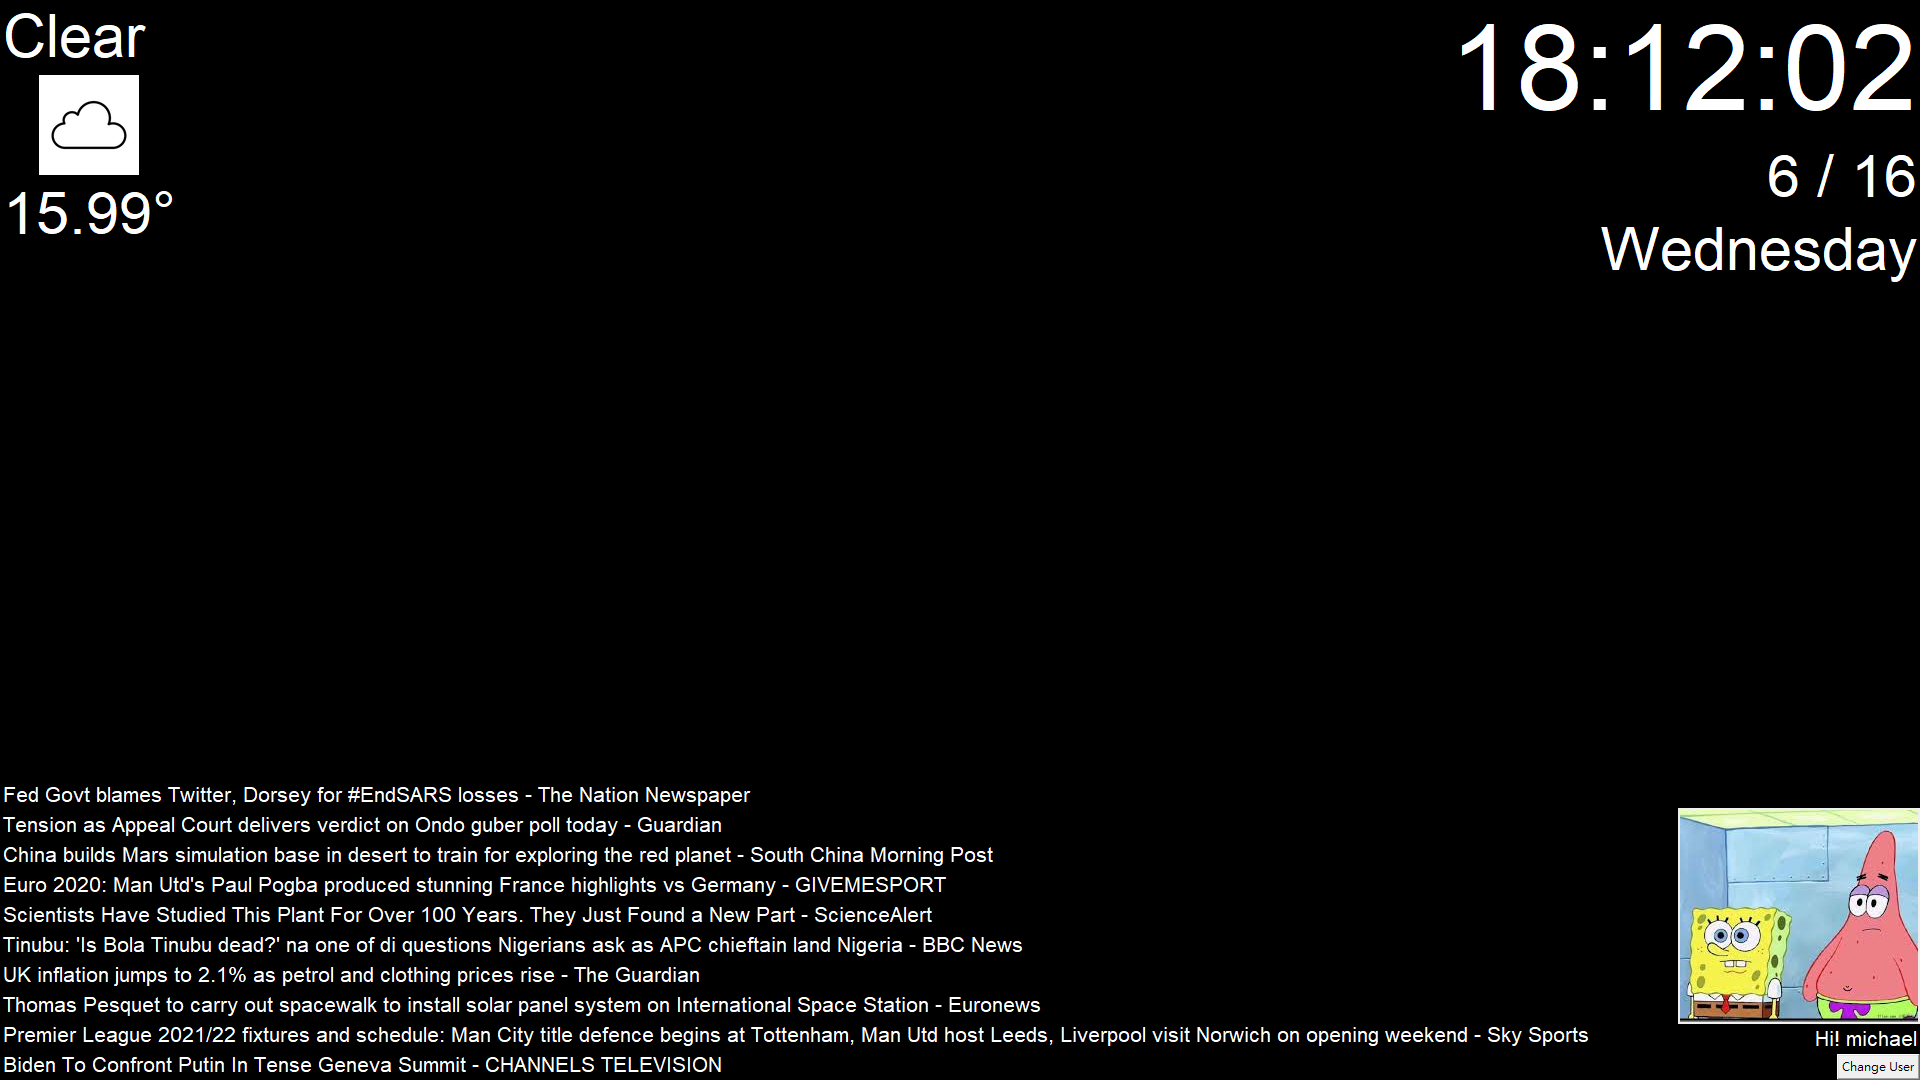 Clear
15.99°
18:12:02
6 / 16
Wednesday
Fed Govt blames Twitter, Dorsey for #EndSARS losses - The Nation Newspaper
Tension as Appeal Court delivers verdict on Ondo guber poll today - Guardian
China builds Mars simulation base in desert to train for exploring the red planet - South China Morning Post
Euro 2020: Man Utd's Paul Pogba produced stunning France highlights vs Germany - GIVEMESPORT
Scientists Have Studied This Plant For Over 100 Years. They Just Found a New Part - ScienceAlert
Tinubu: 'Is Bola Tinubu dead?' na one of di questions Nigerians ask as APC chieftain land Nigeria - BBC News
UK inflation jumps to 2.1% as petrol and clothing prices rise - The Guardian
Thomas Pesquet to carry out spacewalk to install solar panel system on International Space Station - Euronews
Premier League 2021/22 fixtures and schedule: Man City title defence begins at Tottenham, Man Utd host Leeds, Liverpool visit Norwich on opening weekend - Sky Sports
Biden To Confront Putin In Tense Geneva Summit - CHANNELS TELEVISION
Hi! michael
Change User